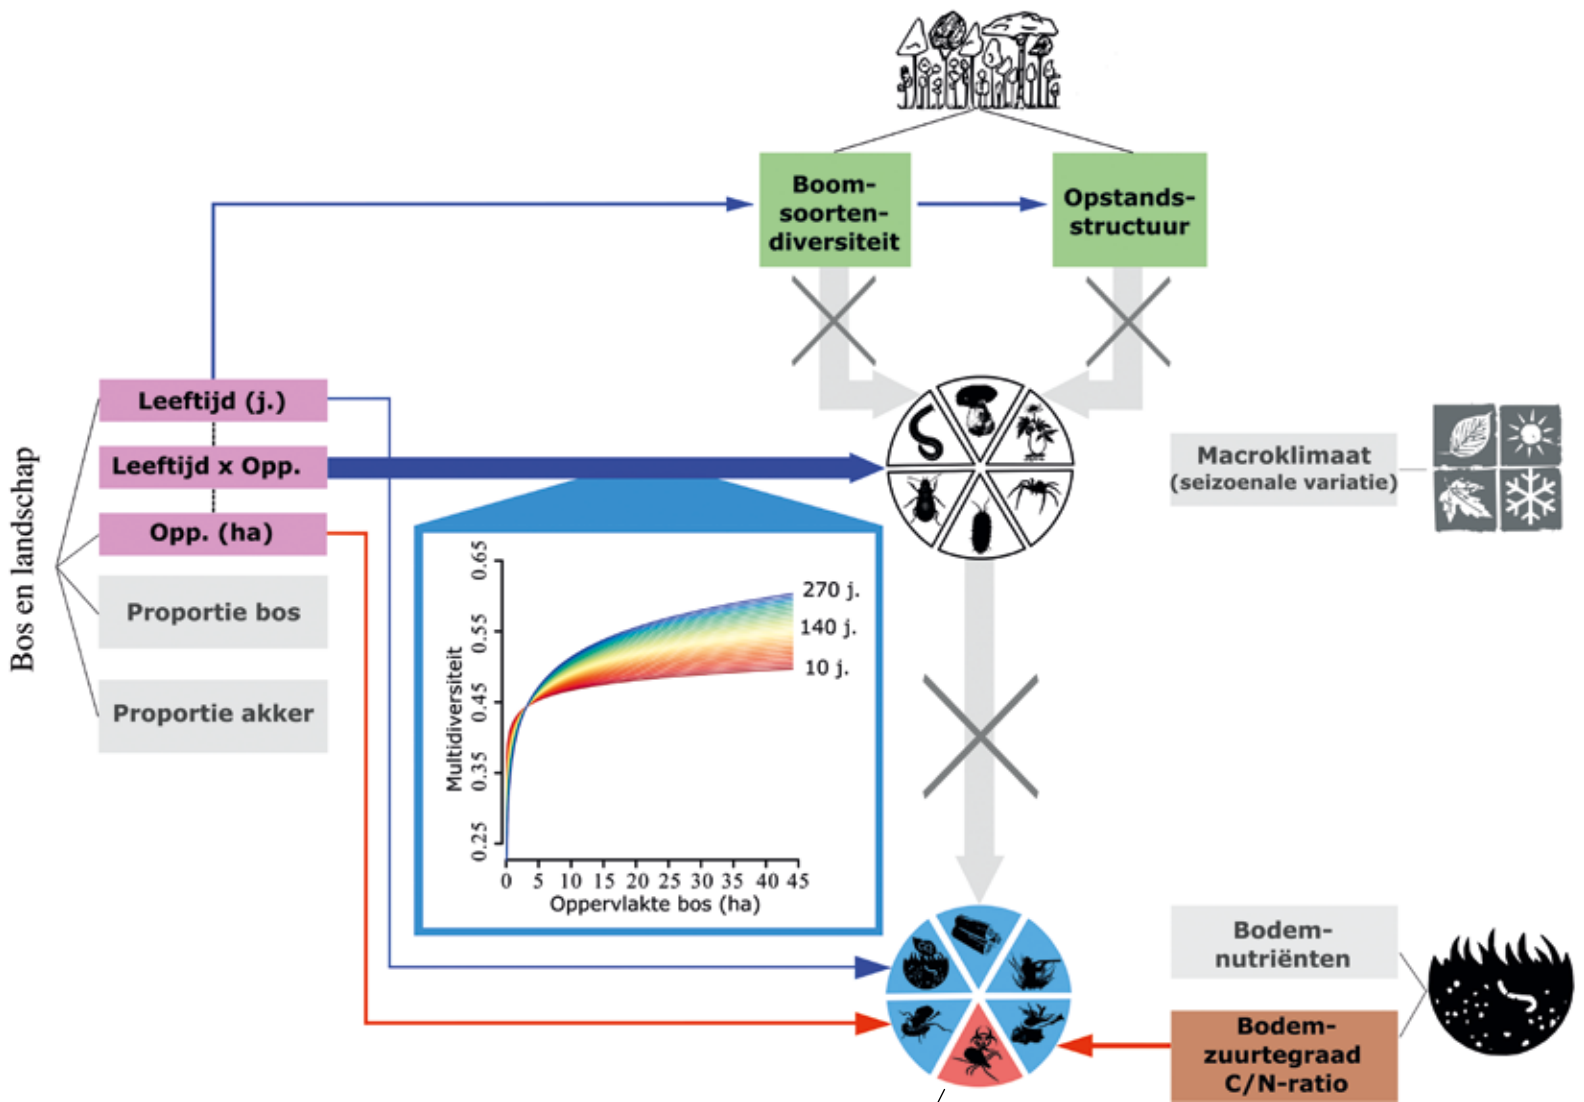 Boom-
soorten-
diversiteit
Opstands-
structuur
Bos en landschap
Leeftijd (j.)
Leeftijd x Opp.
Opp. (ha)
Proportie bos
Proportie akker
Macroklimaat
(seizoenale variatie)
Multidiversiteit
0.65
0.55
0.45
0.35
0.25
270 j.
140 j.
10 j.
0 5 10 15 20 25 30 35 40 45
Oppervlakte bos (ha)
Bodem-
nutriënten
Bodem-
zuurtegraad
C/N-ratio